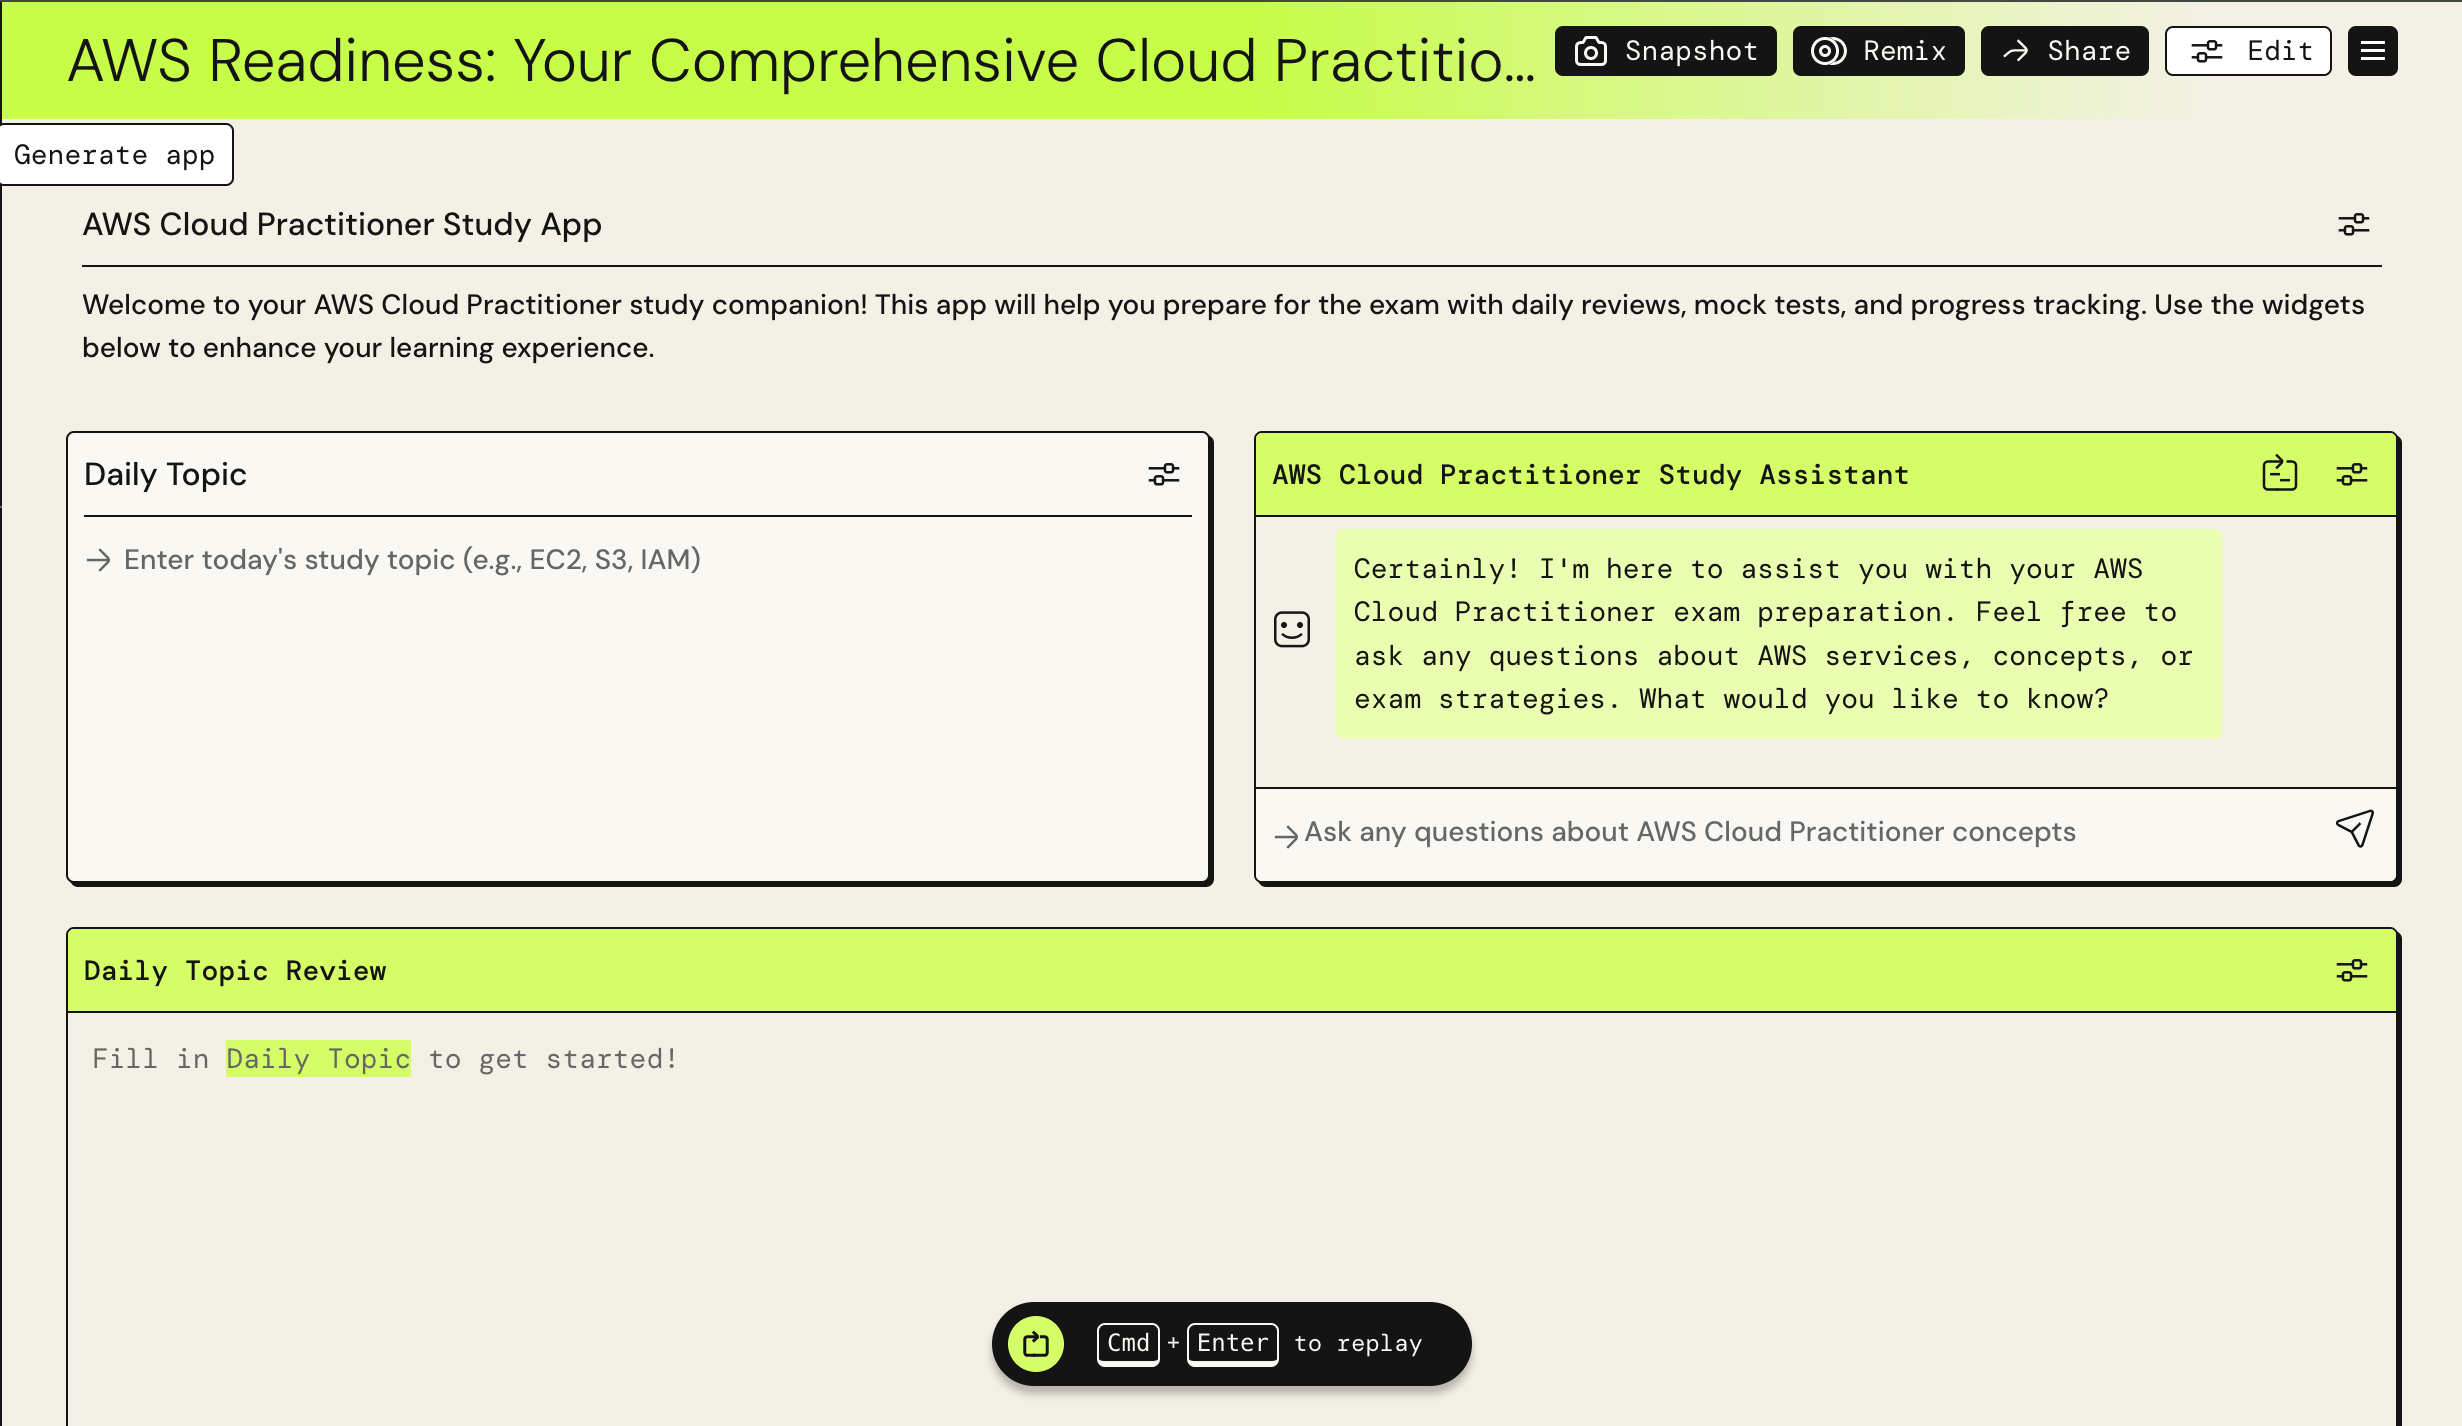 AWS Readiness: Your Comprehensive Cloud Practitio...
Snapshot
Remix
Share
Edit
Generate app
AWS Cloud Practitioner Study App
Welcome to your AWS Cloud Practitioner study companion! This app will help you prepare for the exam with daily reviews, mock tests, and progress tracking. Use the widgets
below to enhance your learning experience.
Daily Topic
Enter today's study topic (e.g., EC2, S3, IAM)
AWS Cloud Practitioner Study Assistant
Certainly! I'm here to assist you with your AWS
Cloud Practitioner exam preparation. Feel free to
ask any questions about AWS services, concepts, or
exam strategies. What would you like to know?
Ask any questions about AWS Cloud Practitioner concepts
Daily Topic Review
Fill in Daily Topic to get started!
Cmd + Enter to replay